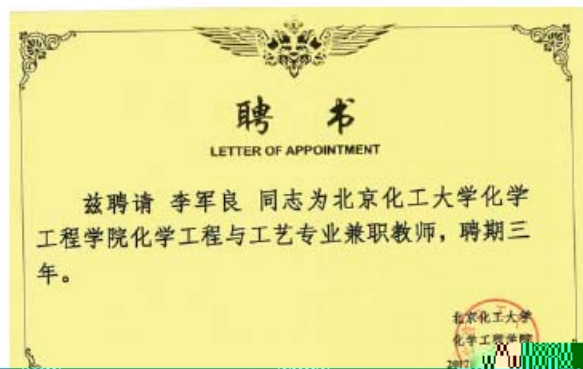 聘 书
LETTER OF APPOINTMENT
兹聘请 李军良 同志为北京化工大学化学
工程学院化学工程与工艺专业兼职教师，聘期三
年。
北京化工大学
化学工程学院